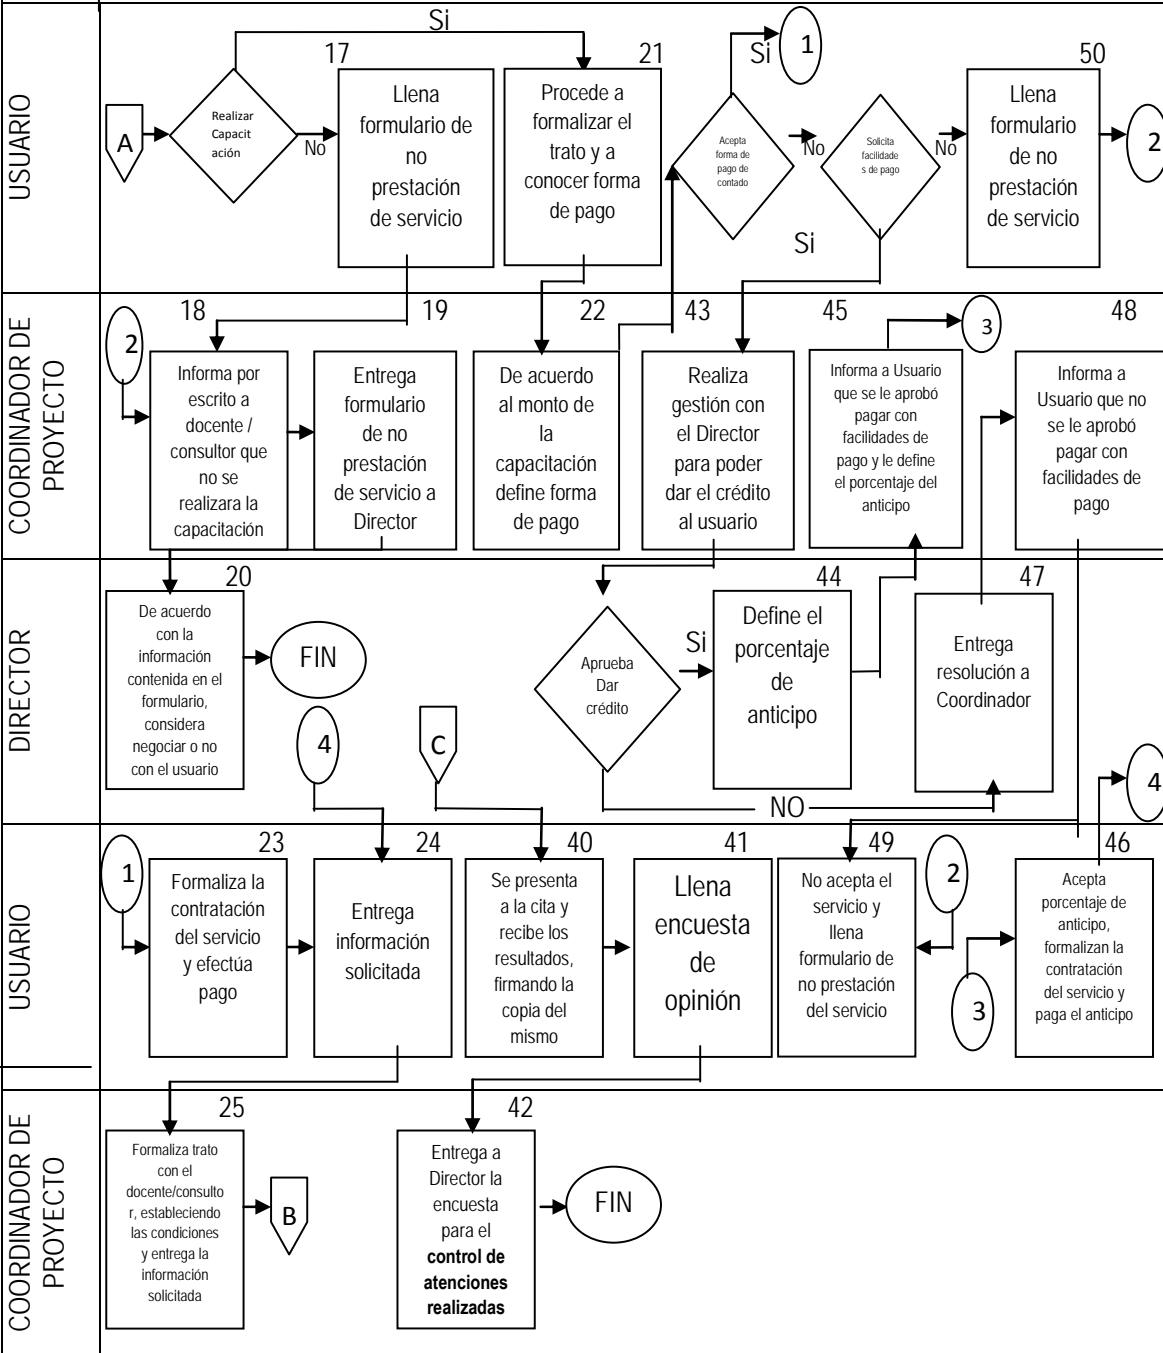 USUARIO
A
Realizar
Capacit
ación
Si
No
17
Llena
formulario de
no
prestación
de servicio
21
Procede a
formalizar el
trato y a
conocer forma
de pago
Acepta
forma de
pago de
contado
Si
1
No
Solicita
facilidade
s de pago
Si
No
50
Llena
formulario
de no
prestación
de servicio
2
COORDINADOR DE
PROYECTO
2
18
Informa por
escrito a
docente /
consultor que
no se
realizara la
capacitación
19
Entrega
formulario
de no
prestación
de servicio a
Director
22
De acuerdo
al monto de
la
capacitación
define forma
de pago
43
Realiza
gestión con
el Director
para poder
dar el crédito
al usuario
45
Informa a Usuario
que se le aprobó
pagar con
facilidades de
pago y le define
el porcentaje del
anticipo
3
48
Informa a
Usuario que no
se le aprobó
pagar con
facilidades de
pago
DIRECTOR
20
De acuerdo
con la
información
contenida en el
formulario,
considera
negociar o no
con el usuario
FIN
4
C
Aprueba
Dar
crédito
Si
NO
44
Define el
porcentaje
de
anticipo
47
Entrega
resolución a
Coordinador
4
USUARIO
1
23
Formaliza la
contratación
del servicio
y efectúa
pago
24
Entrega
información
solicitada
40
Se presenta
a la cita y
recibe los
resultados,
firmando la
copia del
mismo
41
Llena
encuesta
de
opinión
49
No acepta el
servicio y
llena
formulario de
no prestación
del servicio
2
3
46
Acepta
porcentaje de
anticipo,
formalizan la
contratación
del servicio y
paga el anticipo
COORDINADOR DE
PROYECTO
25
Formaliza trato
con el
docente/consulto
r, estableciendo
las condiciones
y entrega la
información
solicitada
B
42
Entrega a
Director la
encuesta
para el
control de
atenciones
realizadas
FIN